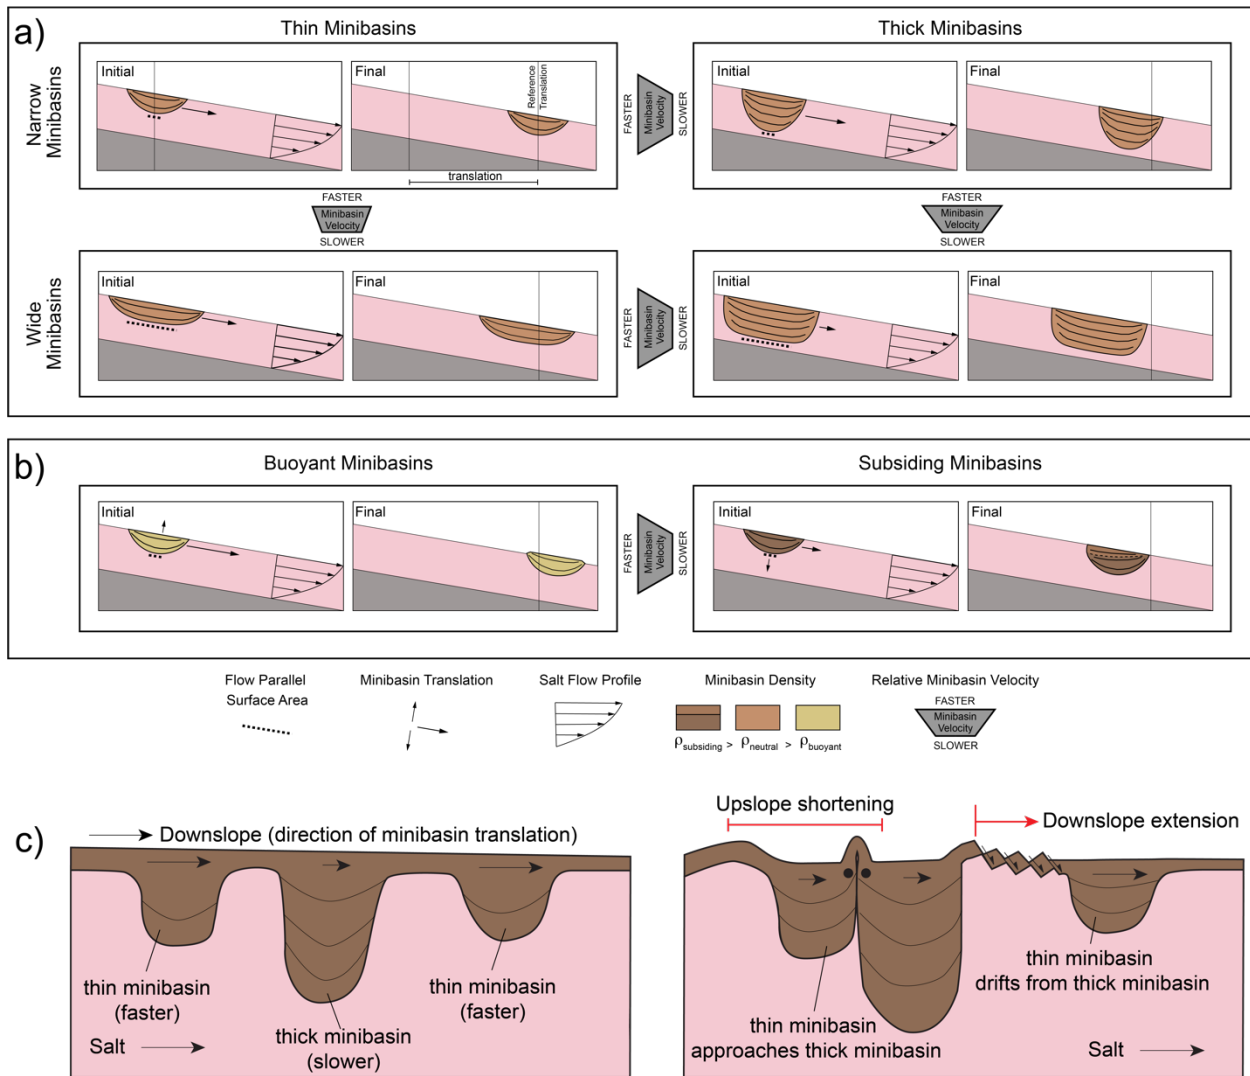 a)
Thin Minibasins
Thick Minibasins
Narrow
Minibasins
Initial
Final
Reference
Translation
translation
FASTER
Minibasin
Velocity
SLOWER
Initial
Final
FASTER
Minibasin
Velocity
SLOWER
FASTER
Minibasin
Velocity
SLOWER
Wide
Minibasins
Initial
Final
FASTER
Minibasin
Velocity
SLOWER
Initial
Final
b)
Buoyant Minibasins
Subsiding Minibasins
Initial
Final
FASTER
Minibasin
Velocity
SLOWER
Initial
Final
Flow Parallel
Surface Area
Minibasin Translation
Salt Flow Profile
Minibasin Density
ρsubsiding > ρneutral > ρbuoyant
Relative Minibasin Velocity
FASTER
Minibasin
Velocity
SLOWER
c)
Downslope (direction of minibasin translation)
thin minibasin
(faster)
thick minibasin
(slower)
thin minibasin
(faster)
Salt
Upslope shortening
Downslope extension
thin minibasin
approaches thick minibasin
thin minibasin
drifts from thick minibasin
Salt